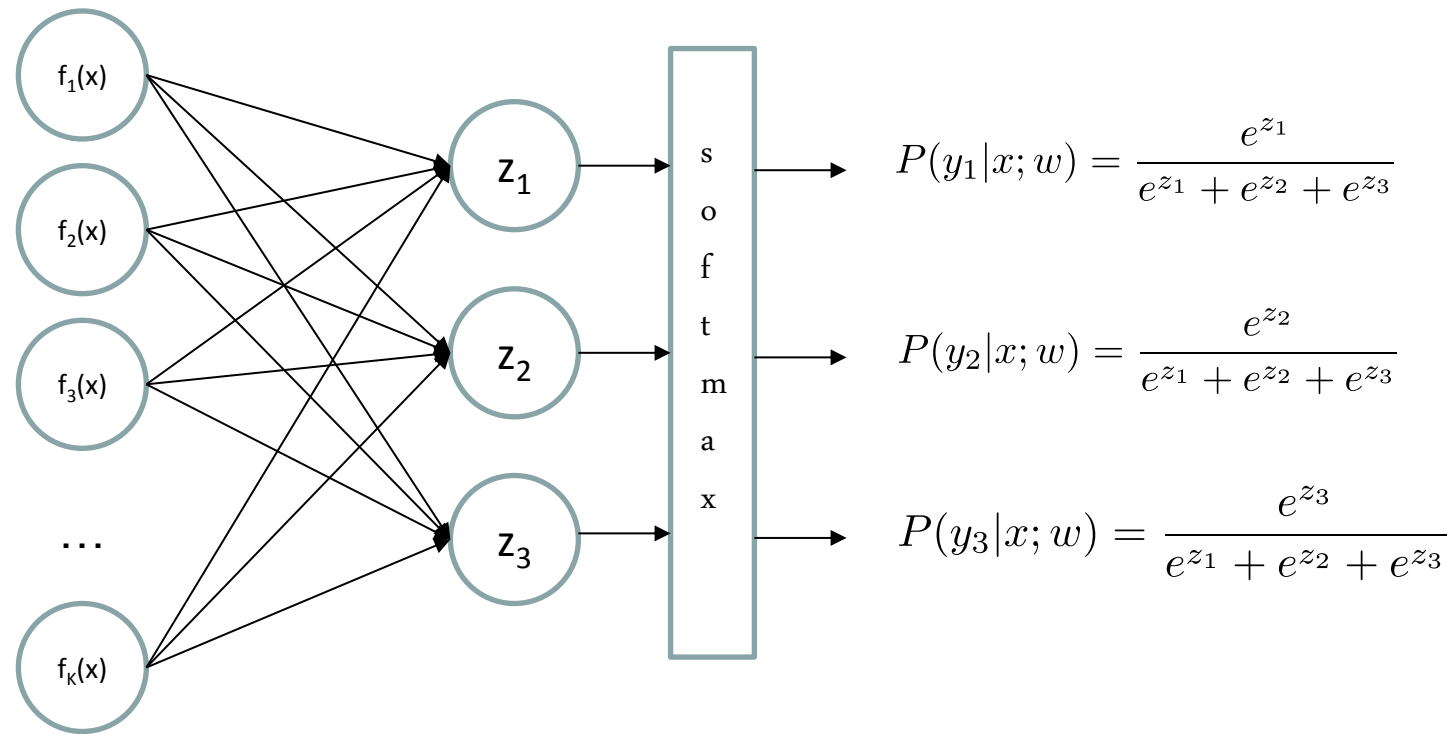 f₁(x)
f₂(x)
f₃(x)
...
f_K(x)
z₁
z₂
z₃
s
o
f
t
m
a
x
P(y₁|x; w) = e^{z₁} / (e^{z₁} + e^{z₂} + e^{z₃})
P(y₂|x; w) = e^{z₂} / (e^{z₁} + e^{z₂} + e^{z₃})
P(y₃|x; w) = e^{z₃} / (e^{z₁} + e^{z₂} + e^{z₃})